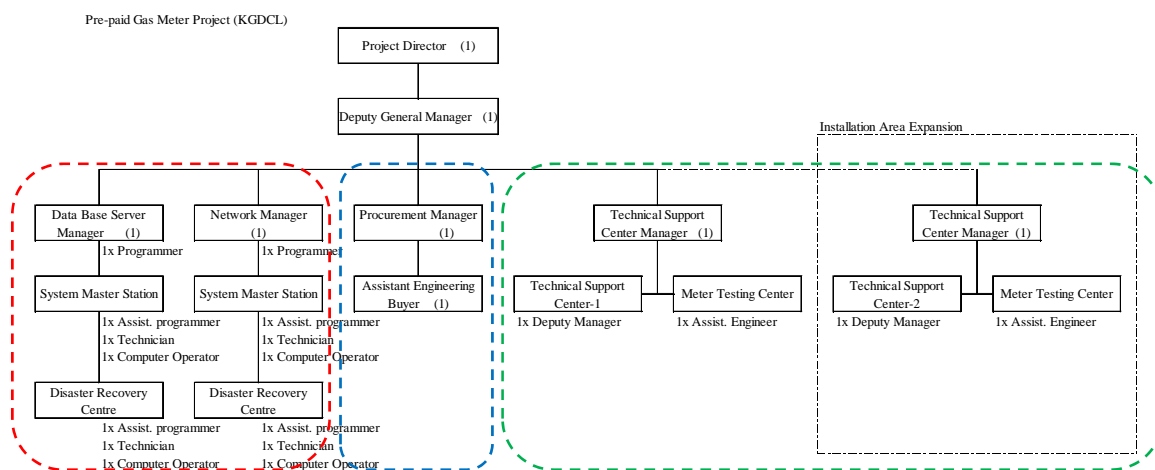 Pre-paid Gas Meter Project (KGDCL)
Project Director (1)
Deputy General Manager (1)
Installation Area Expansion
Data Base Server
Manager (1)
1x Programmer
Network Manager
(1)
1x Programmer
Procurement Manager
(1)
Technical Support
Center Manager (1)
Technical Support
Center Manager (1)
System Master Station
1x Assist. programmer
1x Technician
1x Computer Operator
System Master Station
1x Assist. programmer
1x Technician
1x Computer Operator
Assistant Engineering
Buyer (1)
Technical Support
Center-1
1x Deputy Manager
Meter Testing Center
1x Assist. Engineer
Technical Support
Center-2
1x Deputy Manager
Meter Testing Center
1x Assist. Engineer
Disaster Recovery
Centre
1x Assist. programmer
1x Technician
1x Computer Operator
Disaster Recovery
Centre
1x Assist. programmer
1x Technician
1x Computer Operator